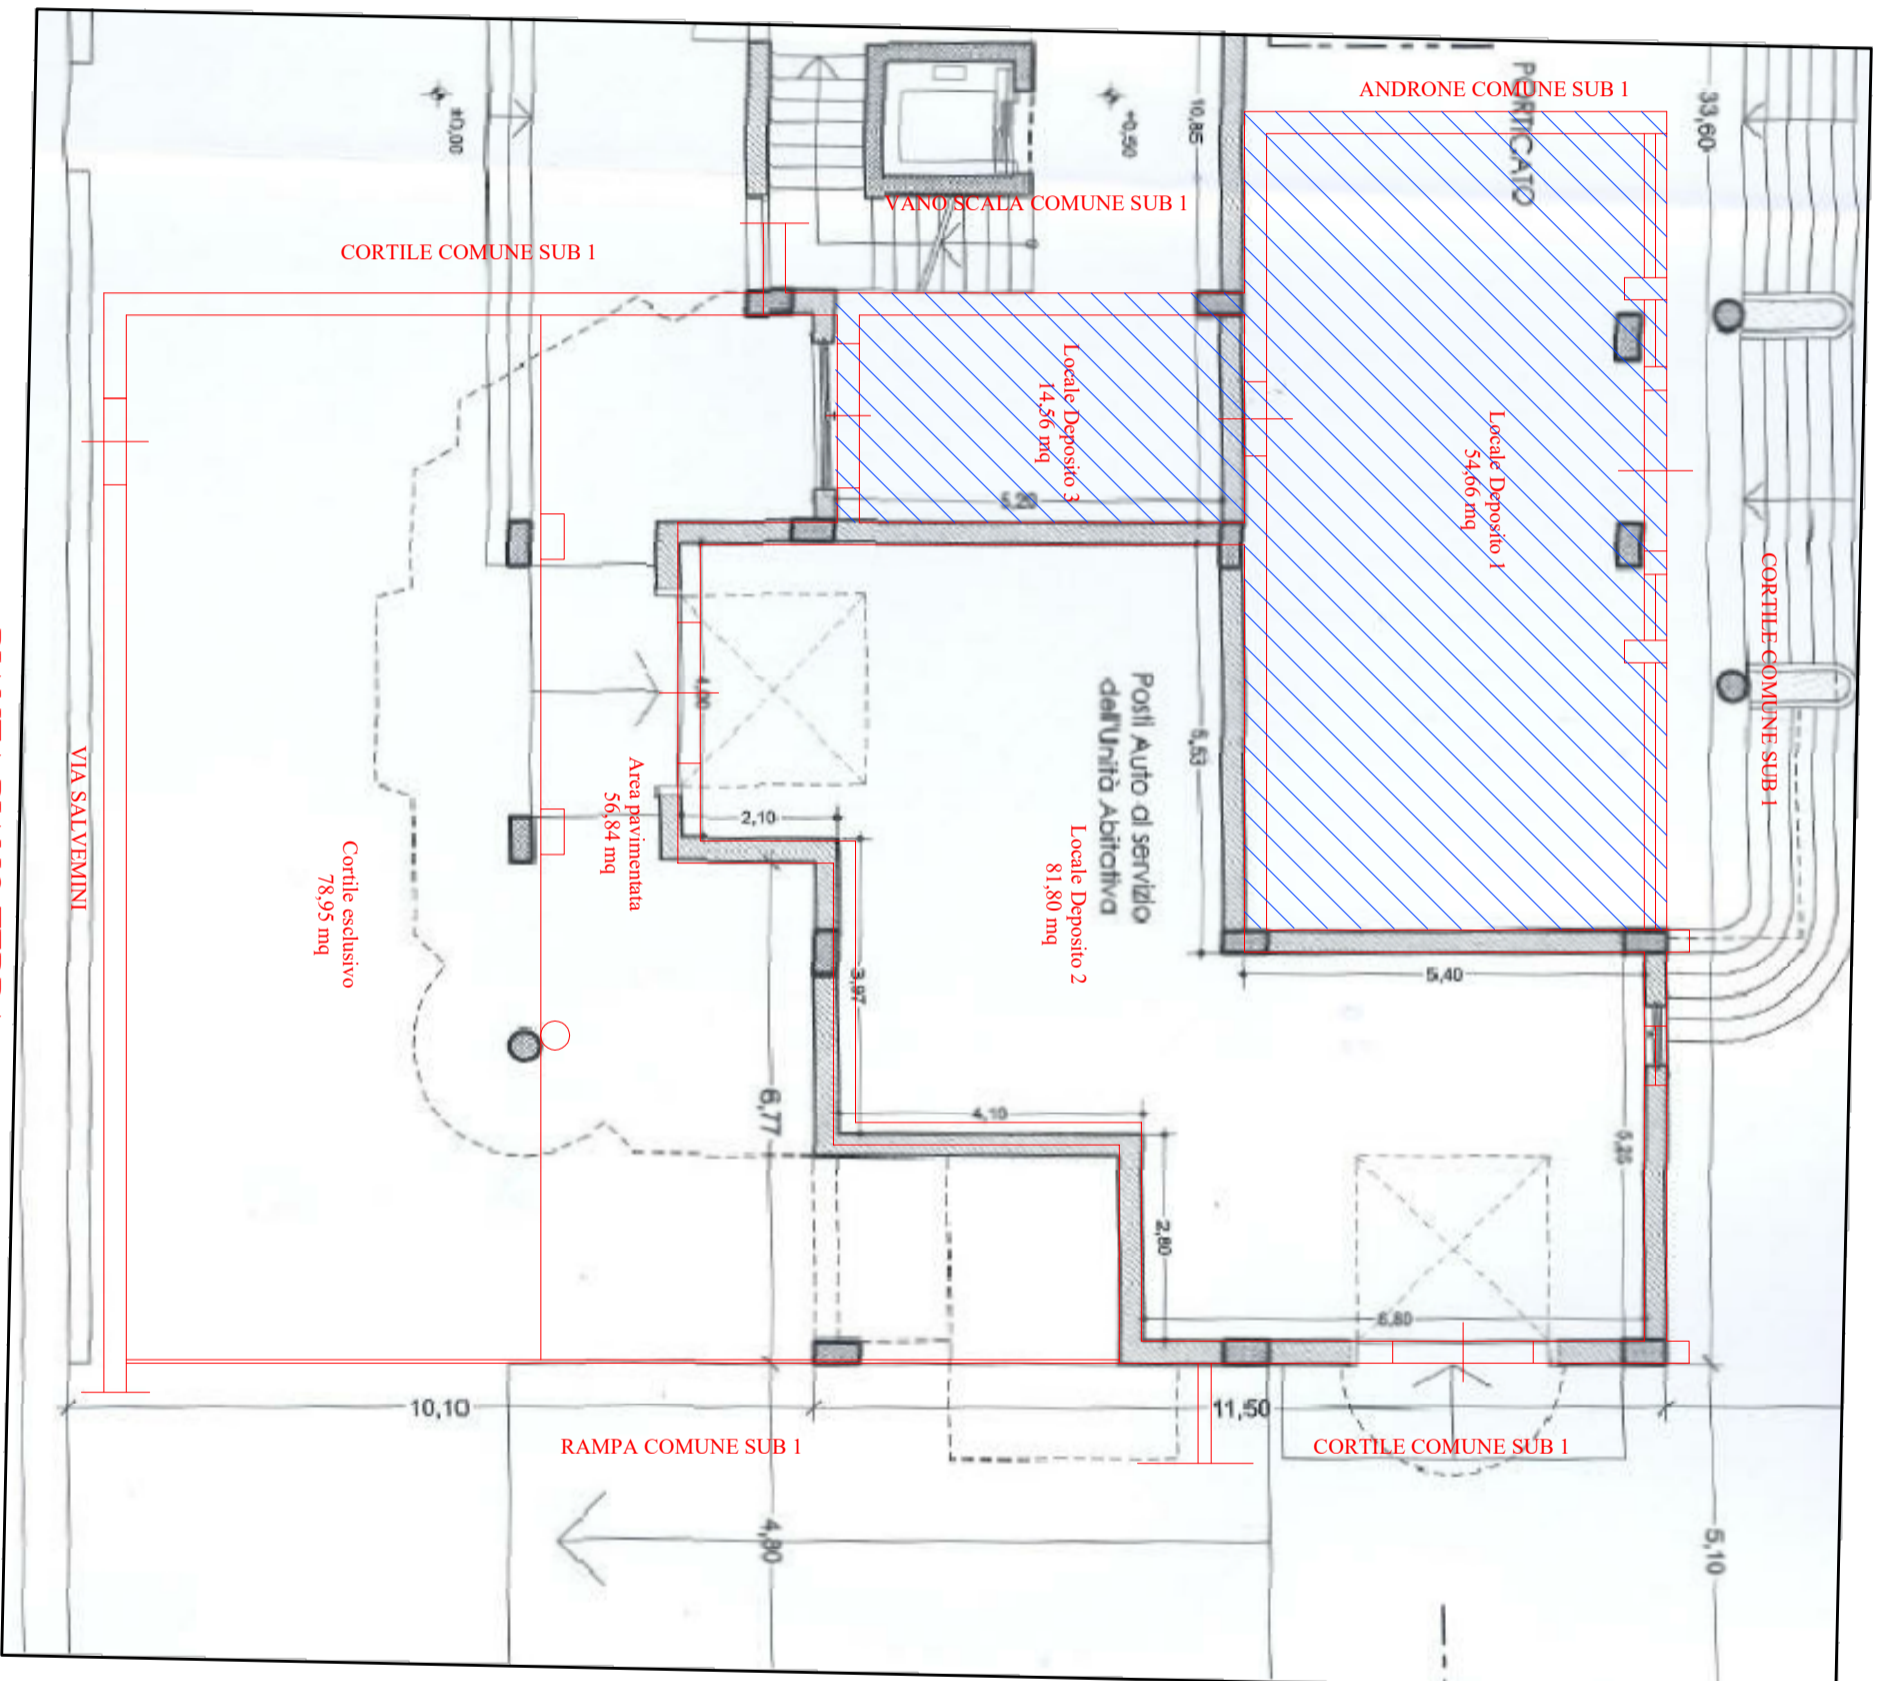 ANDRONE COMUNE SUB 1
PORTICATO
33,60
10,85
±0,00
+0,50
VANO SCALA COMUNE SUB 1
CORTILE COMUNE SUB 1
Locale Deposito 3
14,56 mq
5,20
Locale Deposito 1
54,66 mq
CORTILE COMUNE SUB 1
4,00
Posti Auto al servizio
dell'Unità Abitativa
5,53
Area pavimentata
56,84 mq
2,10
Locale Deposito 2
81,80 mq
VIA SALVEMINI
Cortile esclusivo
78,95 mq
3,97
5,40
6,77
4,10
5,25
2,80
6,80
10,10
11,50
RAMPA COMUNE SUB 1
CORTILE COMUNE SUB 1
4,80
5,10